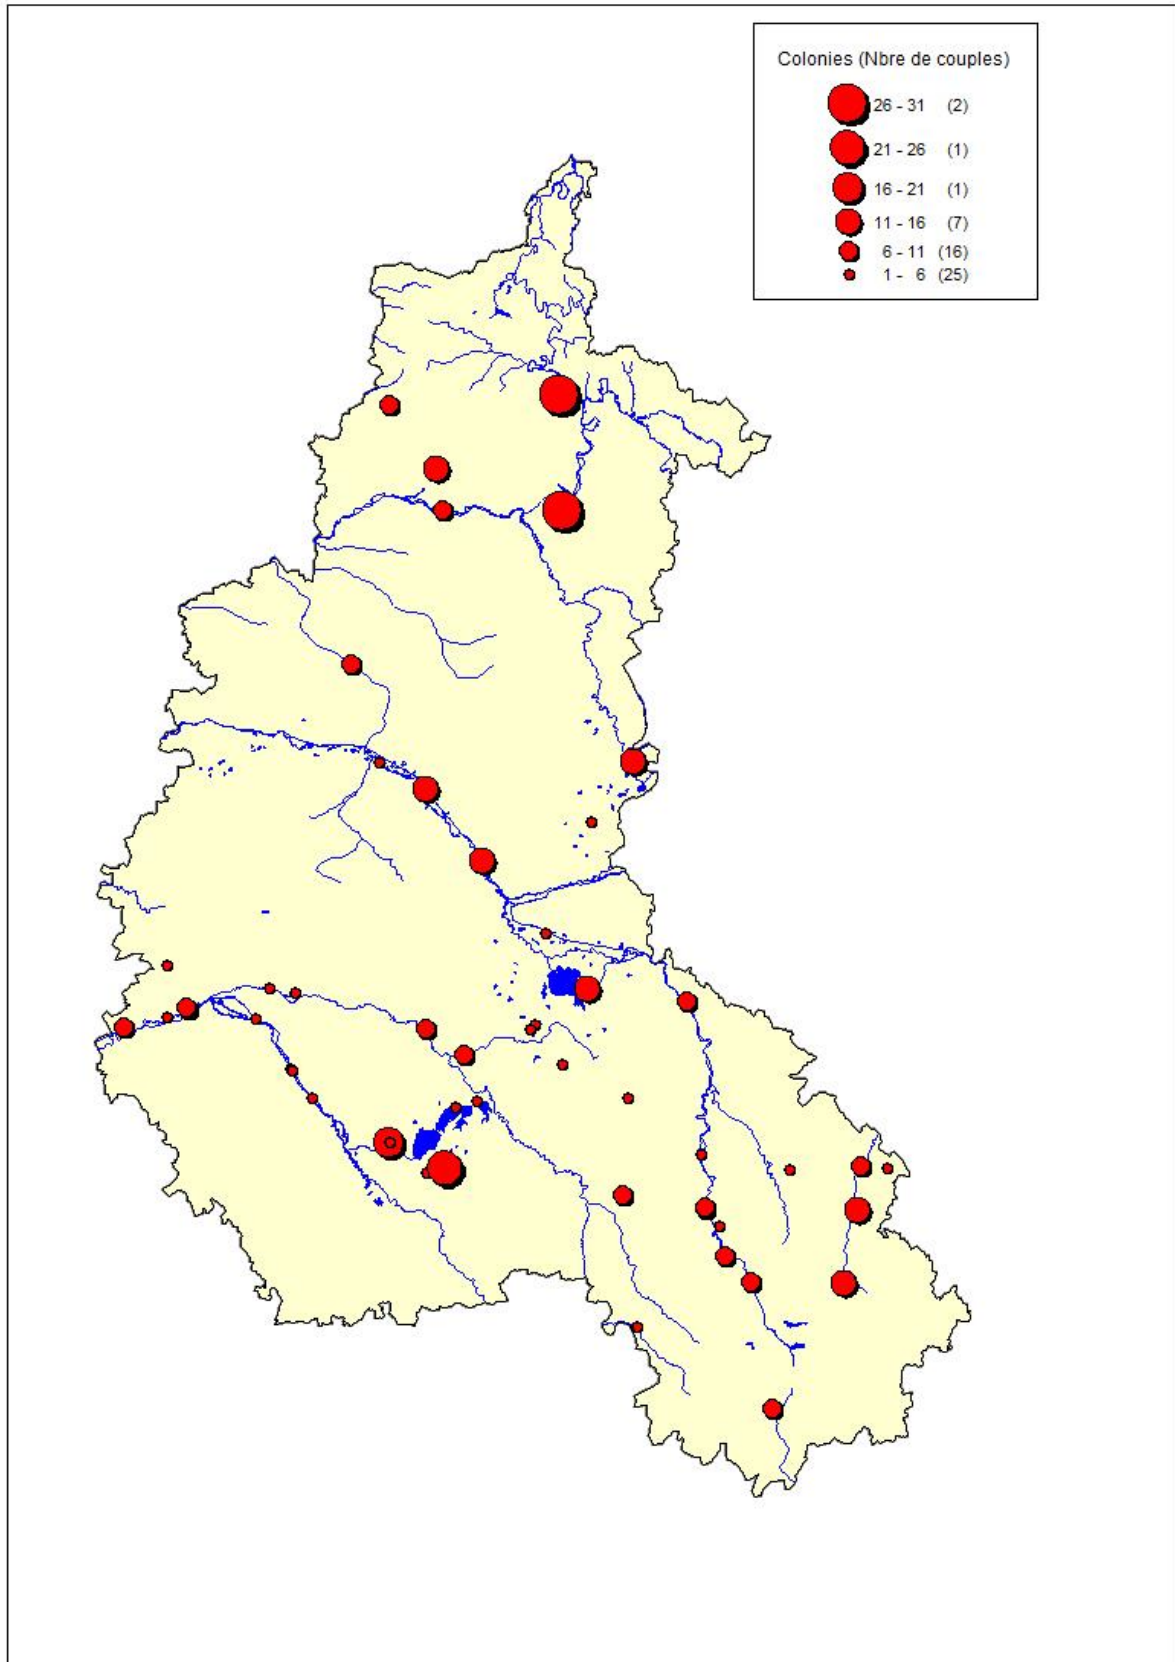 Colonies (Nbre de couples)
26 - 31 (2)
21 - 26 (1)
16 - 21 (1)
11 - 16 (7)
6 - 11 (16)
1 - 6 (25)